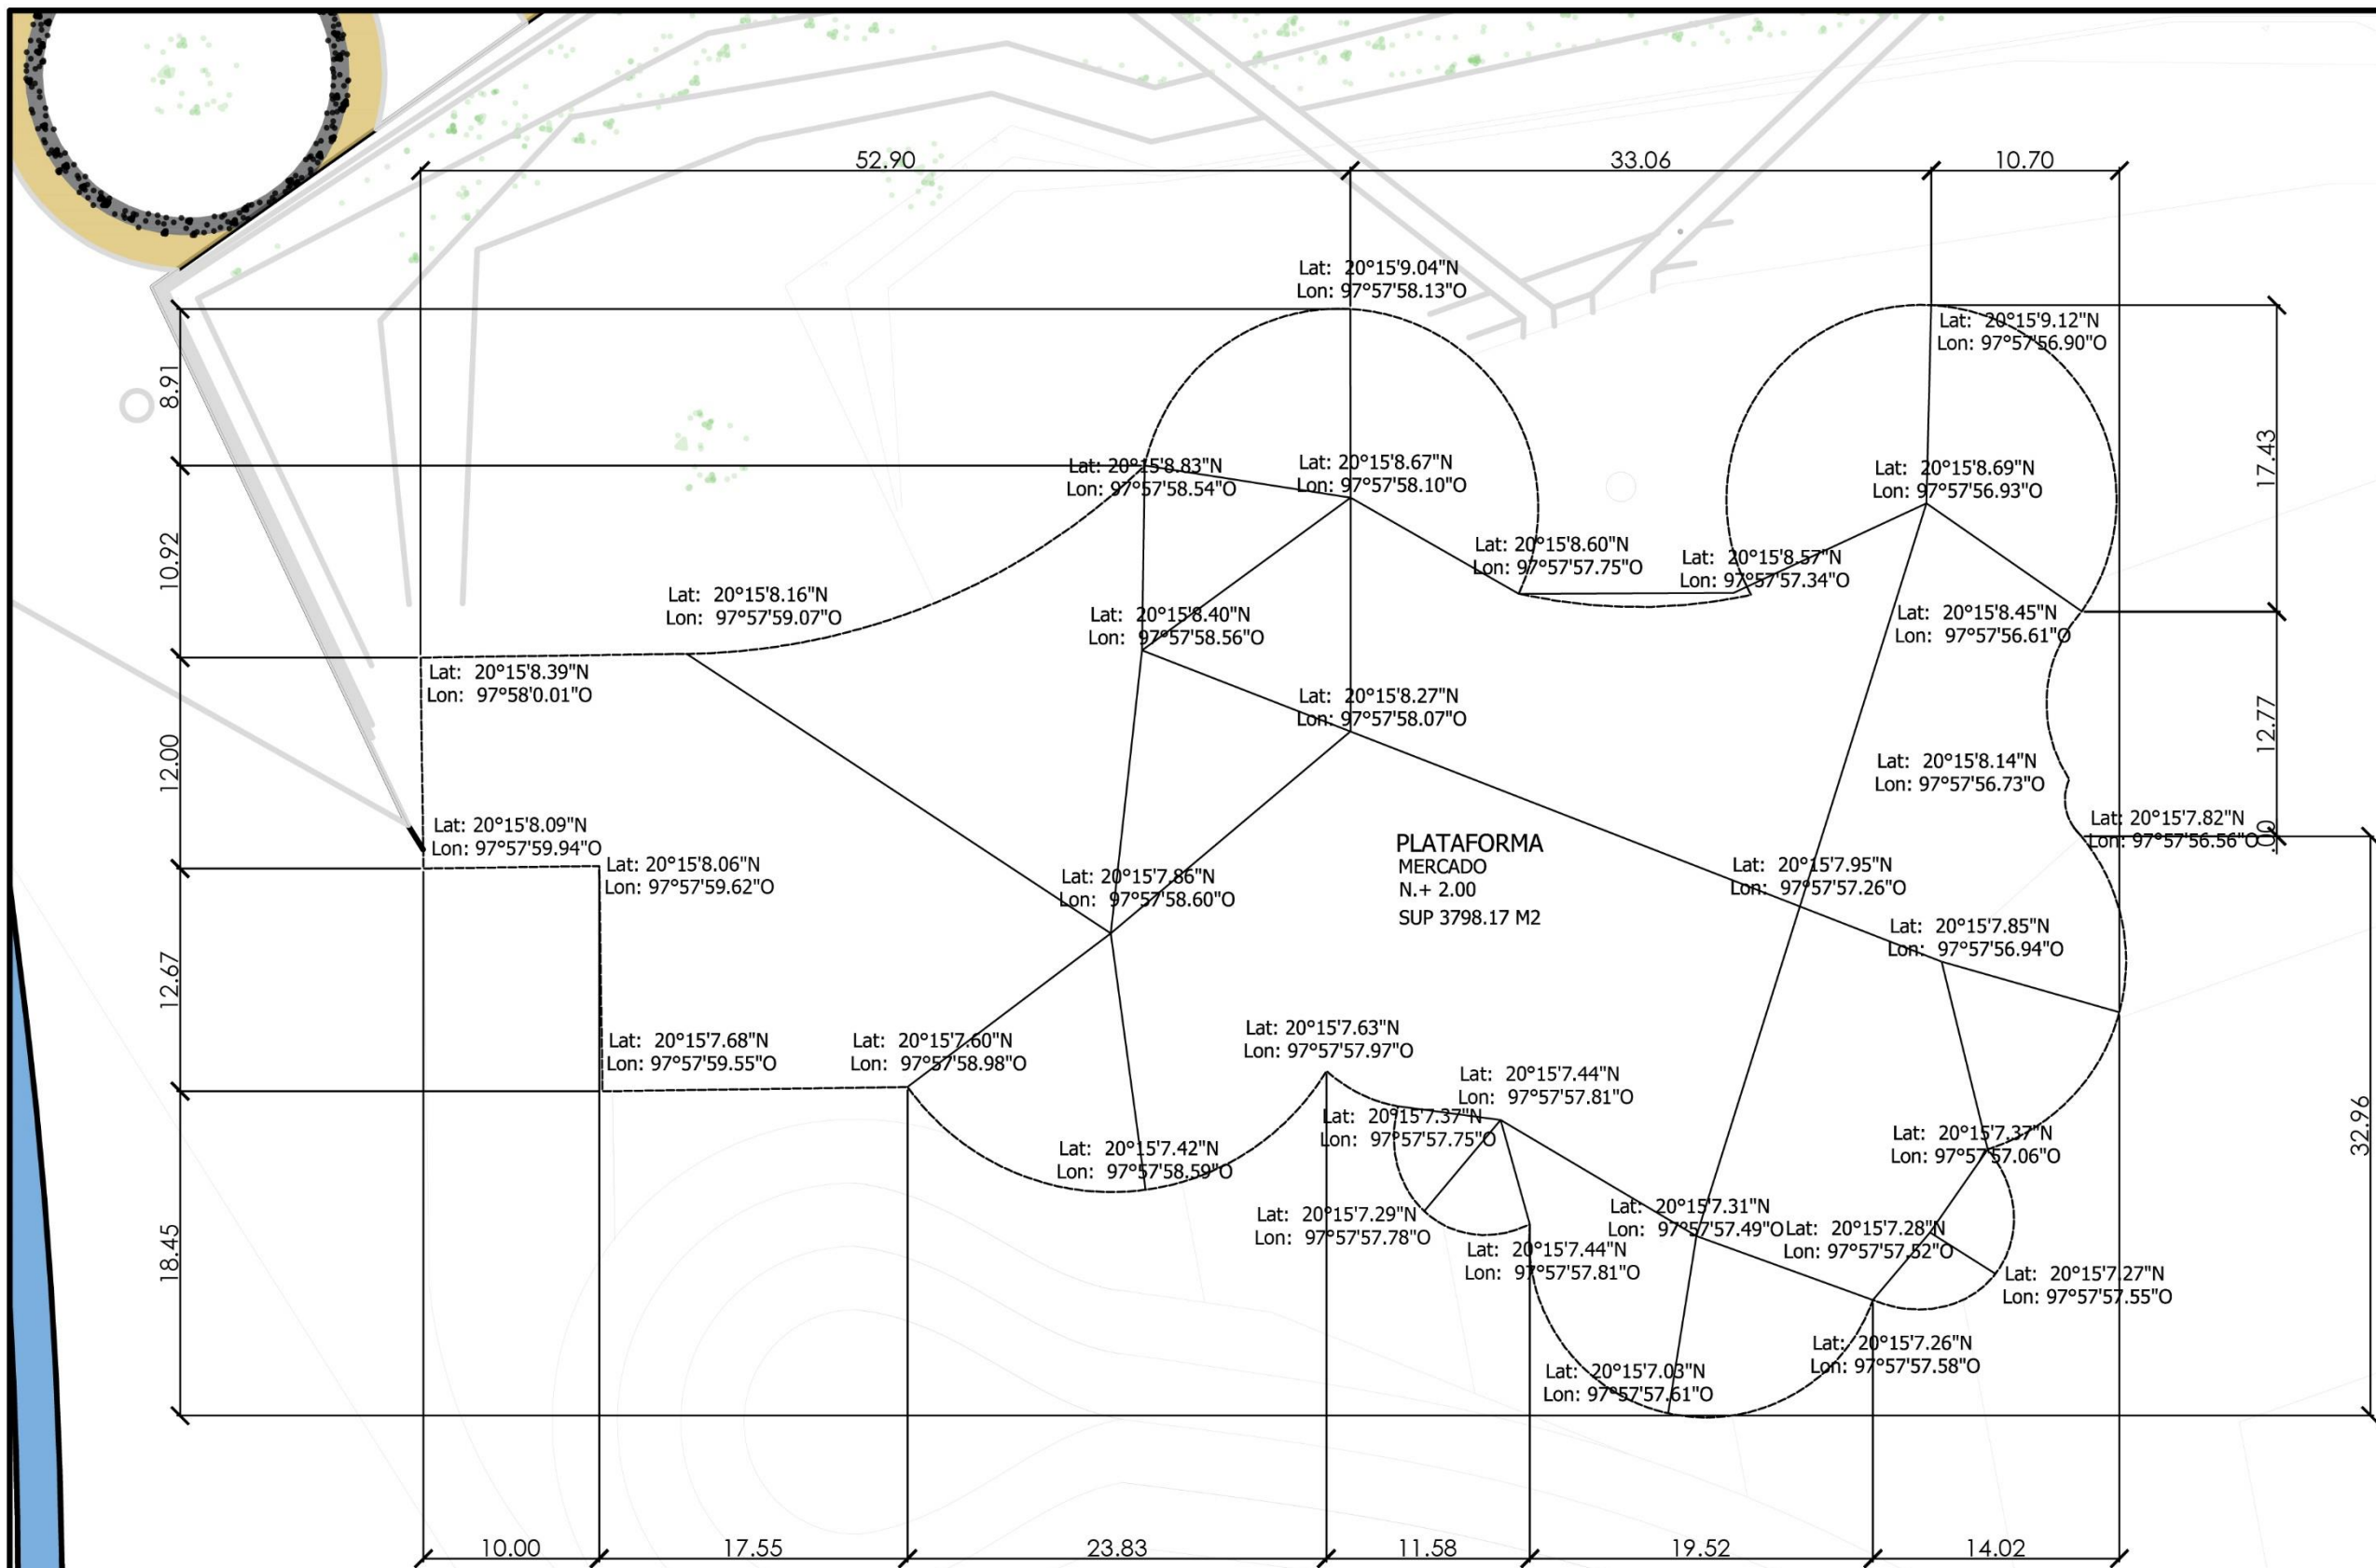 52.90
33.06
10.70
Lat: 20°15'9.04"N
Lon: 97°57'58.13"O
Lat: 20°15'9.12"N
Lon: 97°57'56.90"O
8.91
17.43
Lat: 20°15'8.83"N
Lon: 97°57'58.54"O
Lat: 20°15'8.67"N
Lon: 97°57'58.10"O
Lat: 20°15'8.69"N
Lon: 97°57'56.93"O
10.92
Lat: 20°15'8.60"N
Lon: 97°57'57.75"O
Lat: 20°15'8.57"N
Lon: 97°57'57.34"O
Lat: 20°15'8.16"N
Lon: 97°57'59.07"O
Lat: 20°15'8.40"N
Lon: 97°57'58.56"O
Lat: 20°15'8.45"N
Lon: 97°57'56.61"O
Lat: 20°15'8.39"N
Lon: 97°58'0.01"O
Lat: 20°15'8.27"N
Lon: 97°57'58.07"O
12.77
12.00
Lat: 20°15'8.14"N
Lon: 97°57'56.73"O
Lat: 20°15'8.09"N
Lon: 97°57'59.94"O
Lat: 20°15'7.82"N
Lon: 97°57'56.56"O
.00
PLATAFORMA
MERCADO
N.+ 2.00
SUP 3798.17 M2
Lat: 20°15'8.06"N
Lon: 97°57'59.62"O
Lat: 20°15'7.86"N
Lon: 97°57'58.60"O
Lat: 20°15'7.95"N
Lon: 97°57'57.26"O
Lat: 20°15'7.85"N
Lon: 97°57'56.94"O
12.67
Lat: 20°15'7.68"N
Lon: 97°57'59.55"O
Lat: 20°15'7.60"N
Lon: 97°57'58.98"O
Lat: 20°15'7.63"N
Lon: 97°57'57.97"O
Lat: 20°15'7.44"N
Lon: 97°57'57.81"O
Lat: 20°15'7.37"N
Lon: 97°57'57.75"O
Lat: 20°15'7.42"N
Lon: 97°57'58.59"O
Lat: 20°15'7.37"N
Lon: 97°57'57.06"O
32.96
18.45
Lat: 20°15'7.29"N
Lon: 97°57'57.78"O
Lat: 20°15'7.31"N
Lon: 97°57'57.49"O
Lat: 20°15'7.28"N
Lon: 97°57'57.52"O
Lat: 20°15'7.44"N
Lon: 97°57'57.81"O
Lat: 20°15'7.27"N
Lon: 97°57'57.55"O
Lat: 20°15'7.26"N
Lon: 97°57'57.58"O
Lat: 20°15'7.03"N
Lon: 97°57'57.61"O
10.00
17.55
23.83
11.58
19.52
14.02